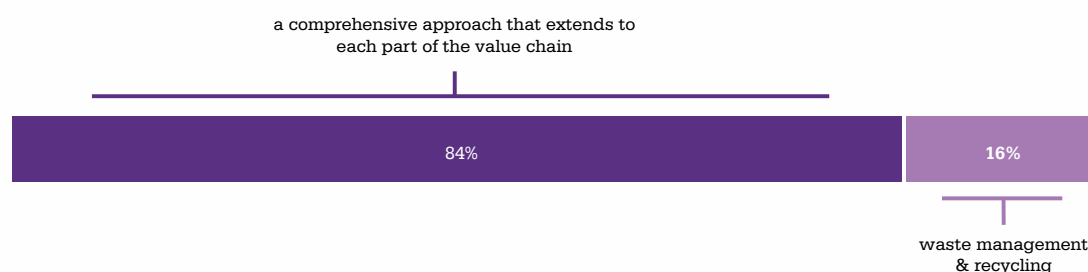 a comprehensive approach that extends to
each part of the value chain
84%
16%
waste management
& recycling